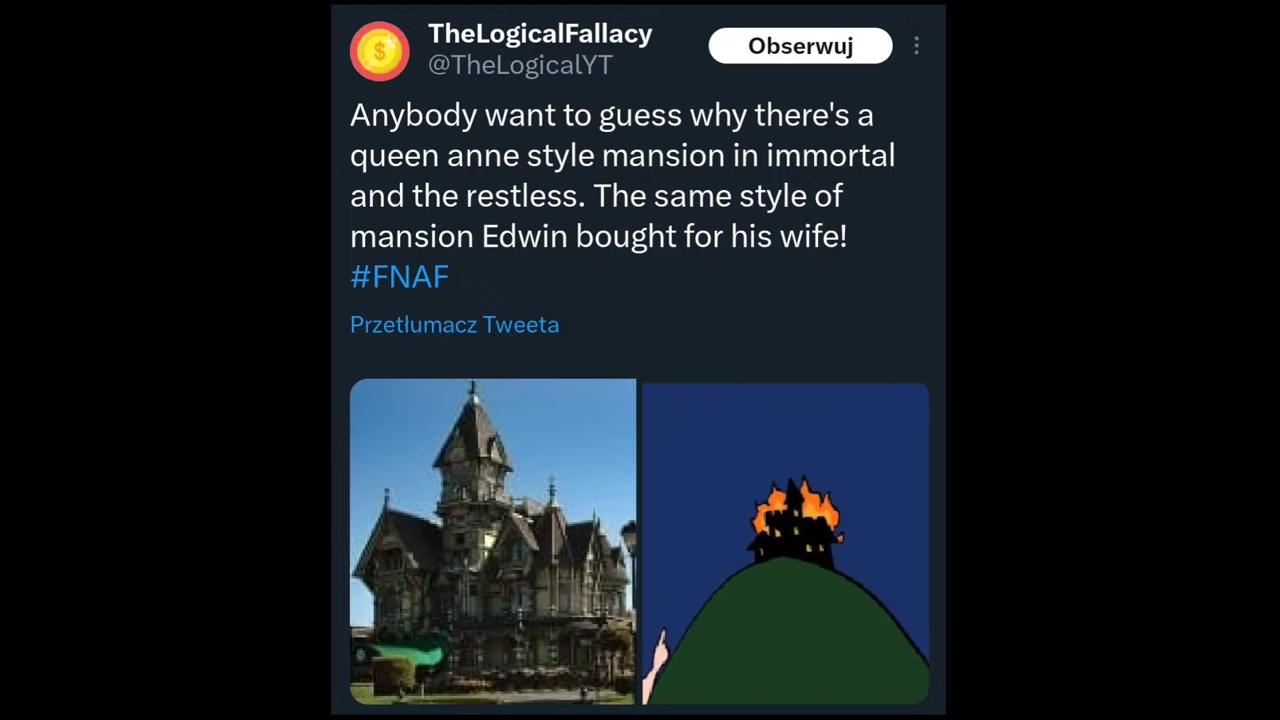 TheLogicalFallacy
@TheLogicalYT
Obserwuj
Anybody want to guess why there's a
queen anne style mansion in immortal
and the restless. The same style of
mansion Edwin bought for his wife!
#FNAF
Przetłumacz Tweeta